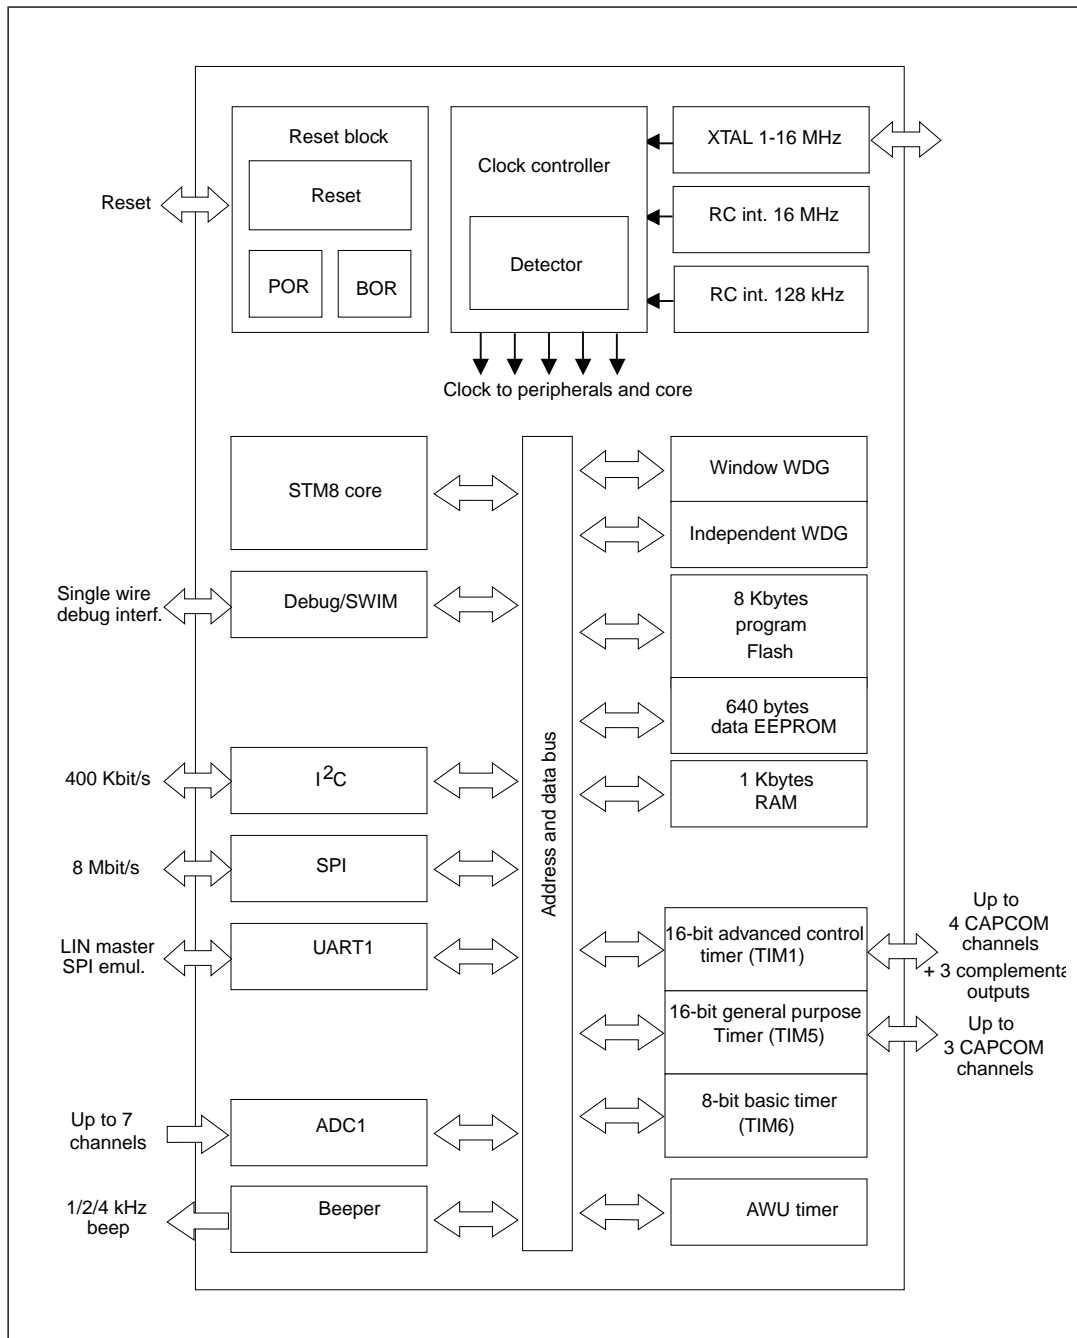 Reset block
Reset
POR
BOR
Reset
Clock controller
Detector
XTAL 1-16 MHz
RC int. 16 MHz
RC int. 128 kHz
Clock to peripherals and core
STM8 core
Single wire
debug interf.
Debug/SWIM
400 Kbit/s
I2C
8 Mbit/s
SPI
LIN master
SPI emul.
UART1
Up to 7
channels
ADC1
1/2/4 kHz
beep
Beeper
Address and data bus
Window WDG
Independent WDG
8 Kbytes
program
Flash
640 bytes
data EEPROM
1 Kbytes
RAM
16-bit advanced control
timer (TIM1)
Up to
4 CAPCOM
channels
+ 3 complementa
outputs
16-bit general purpose
Timer (TIM5)
Up to
3 CAPCOM
channels
8-bit basic timer
(TIM6)
AWU timer